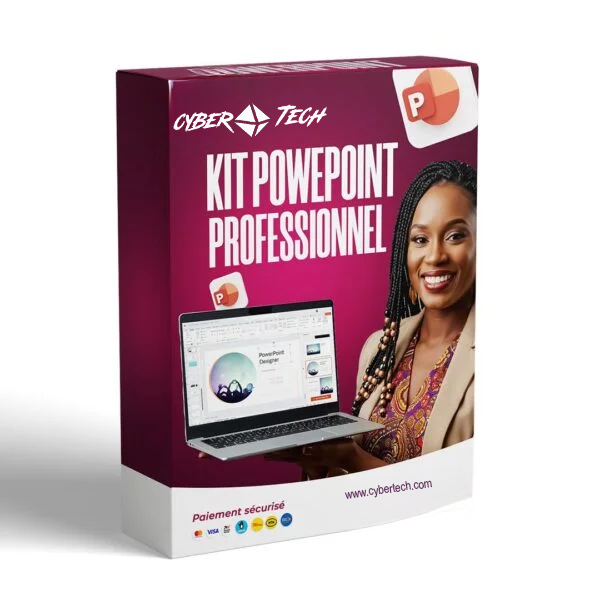 CYBER TECH
P
KIT POWEPOINT
PROFESSIONNEL
P
PowerPoint
Designer
www.cybertech.com
Paiement sécurisé
VISA